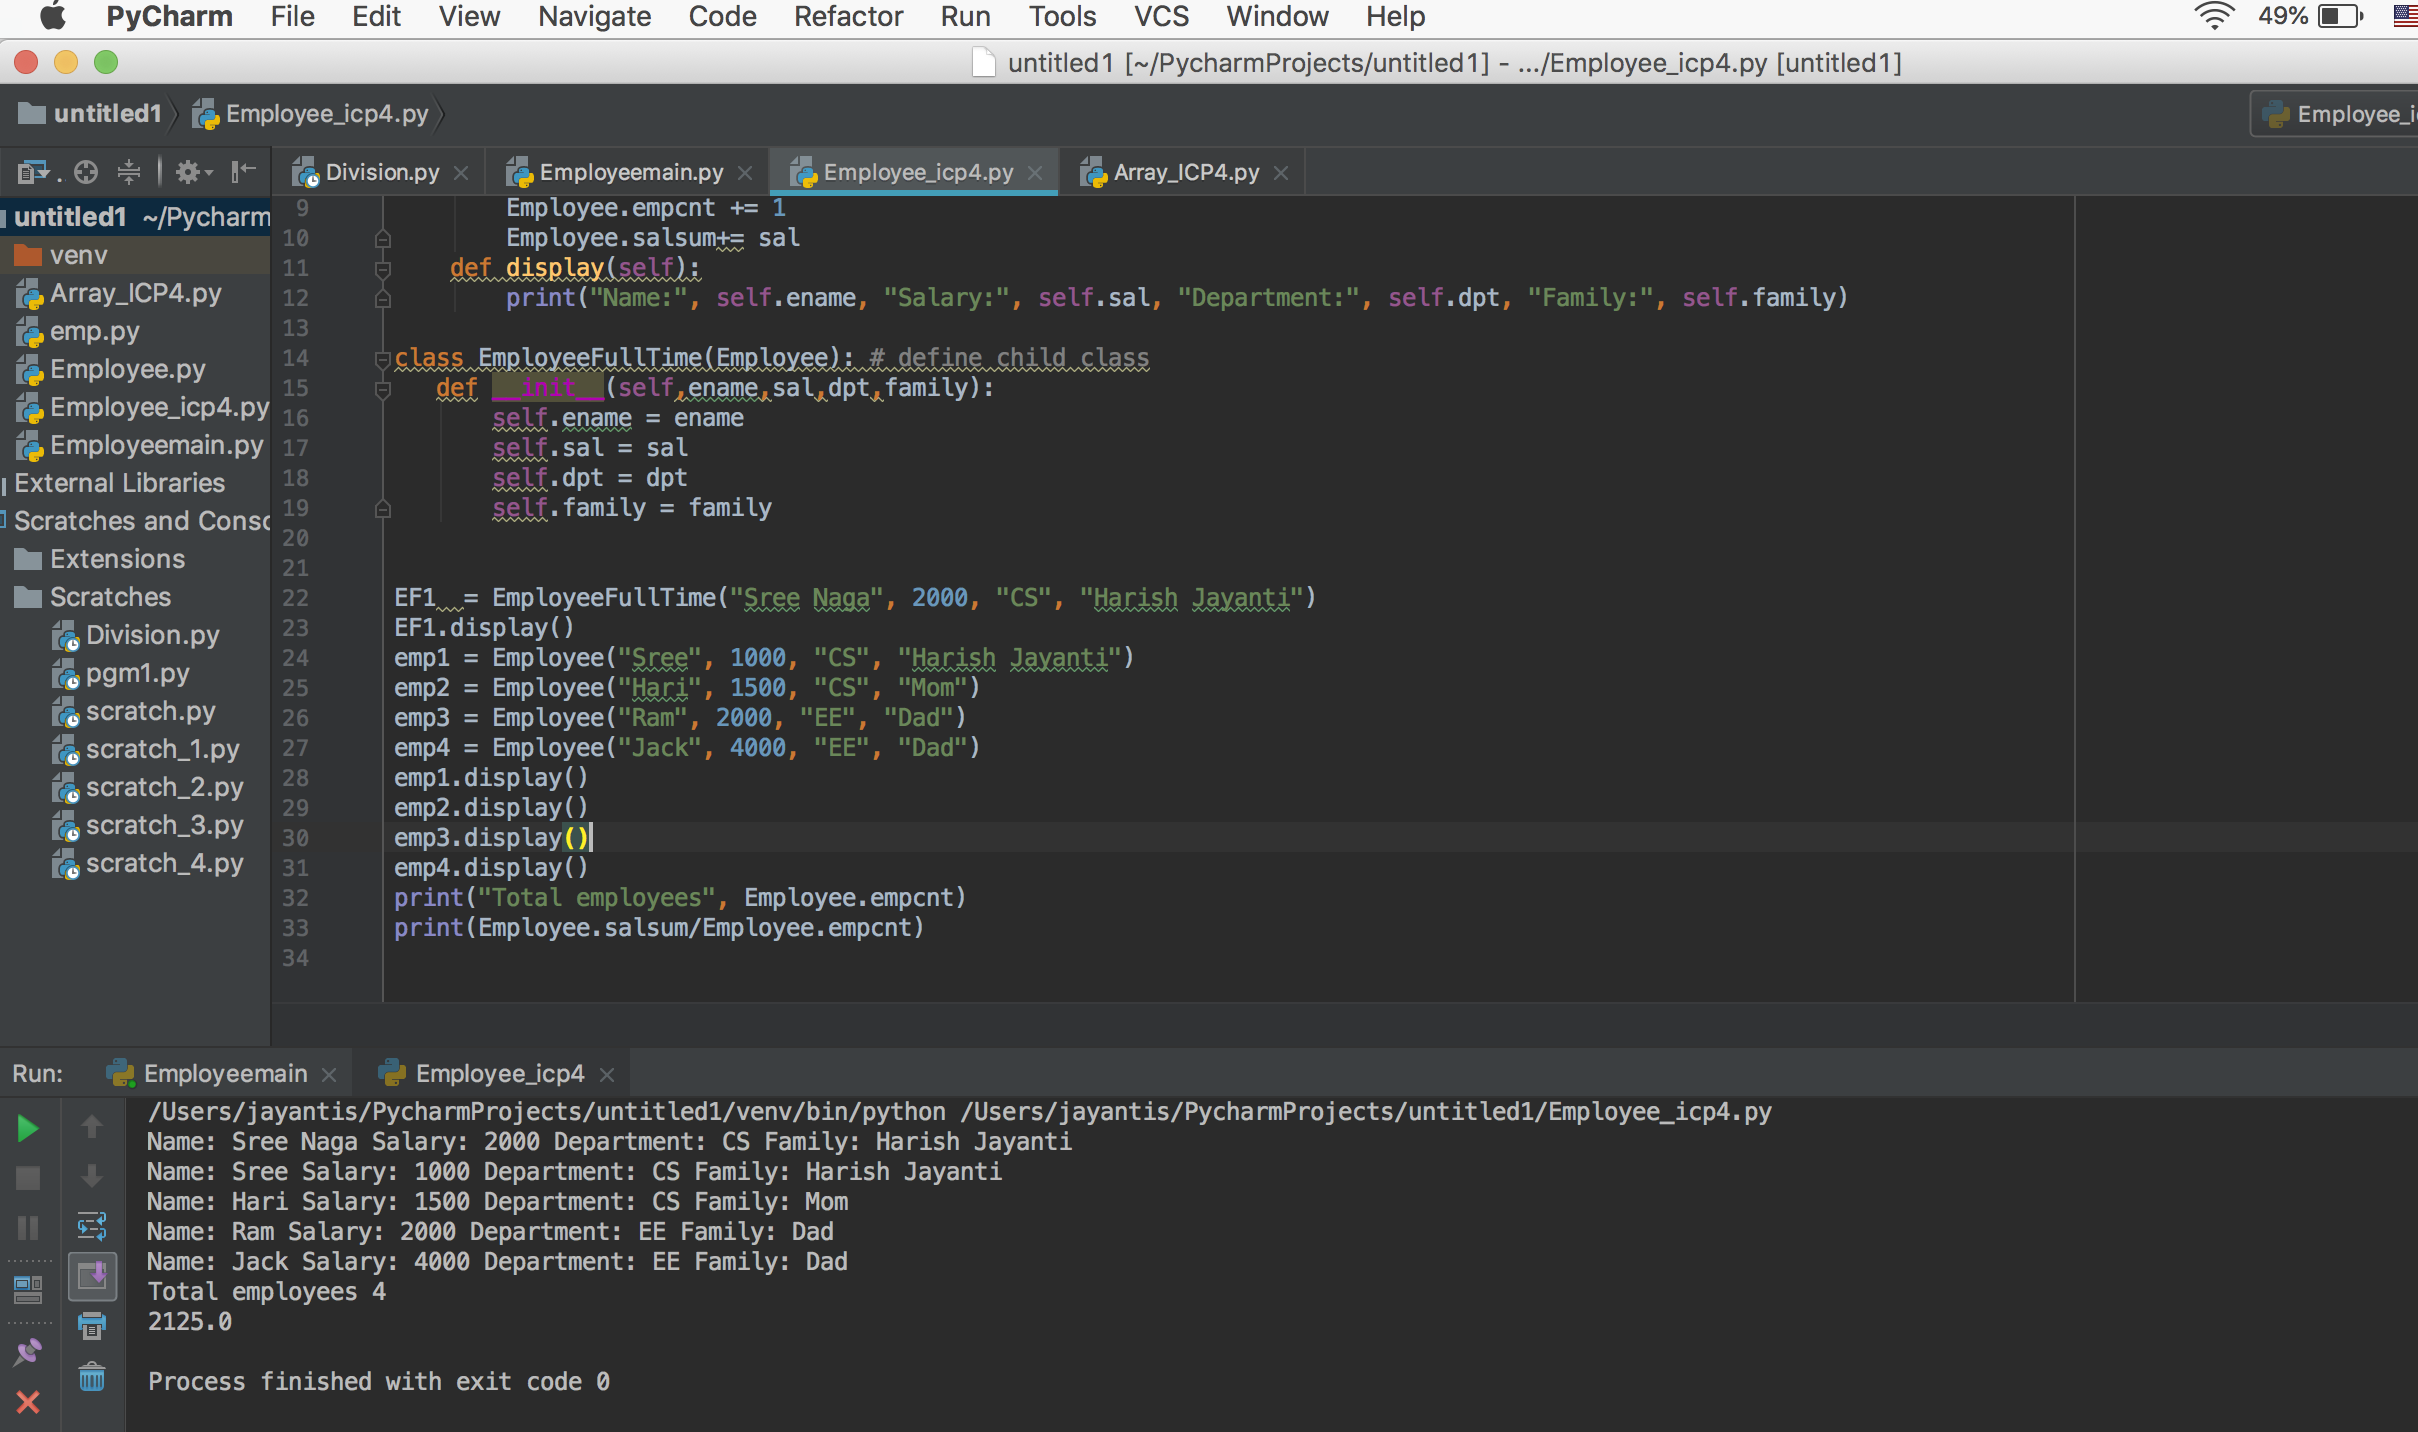 PyCharm File Edit View Navigate Code Refactor Run Tools VCS Window Help 49%
untitled1 [~/PycharmProjects/untitled1] - .../Employee_icp4.py [untitled1]
untitled1 Employee_icp4.py Employee_i
Division.py Employeemain.py Employee_icp4.py Array_ICP4.py
untitled1 ~/Pycharm
venv
Array_ICP4.py
emp.py
Employee.py
Employee_icp4.py
Employeemain.py
External Libraries
Scratches and Consc
Extensions
Scratches
Division.py
pgm1.py
scratch.py
scratch_1.py
scratch_2.py
scratch_3.py
scratch_4.py
9 Employee.empcnt += 1
10 Employee.salsum+= sal
11 def display(self):
12 print("Name:", self.ename, "Salary:", self.sal, "Department:", self.dpt, "Family:", self.family)
13
14 class EmployeeFullTime(Employee): # define child class
15 def __init__(self,ename,sal,dpt,family):
16 self.ename = ename
17 self.sal = sal
18 self.dpt = dpt
19 self.family = family
20
21
22 EF1  = EmployeeFullTime("Sree Naga", 2000, "CS", "Harish Jayanti")
23 EF1.display()
24 emp1 = Employee("Sree", 1000, "CS", "Harish Jayanti")
25 emp2 = Employee("Hari", 1500, "CS", "Mom")
26 emp3 = Employee("Ram", 2000, "EE", "Dad")
27 emp4 = Employee("Jack", 4000, "EE", "Dad")
28 emp1.display()
29 emp2.display()
30 emp3.display()
31 emp4.display()
32 print("Total employees", Employee.empcnt)
33 print(Employee.salsum/Employee.empcnt)
34
Run: Employeemain Employee_icp4
/Users/jayantis/PycharmProjects/untitled1/venv/bin/python /Users/jayantis/PycharmProjects/untitled1/Employee_icp4.py
Name: Sree Naga Salary: 2000 Department: CS Family: Harish Jayanti
Name: Sree Salary: 1000 Department: CS Family: Harish Jayanti
Name: Hari Salary: 1500 Department: CS Family: Mom
Name: Ram Salary: 2000 Department: EE Family: Dad
Name: Jack Salary: 4000 Department: EE Family: Dad
Total employees 4
2125.0
Process finished with exit code 0